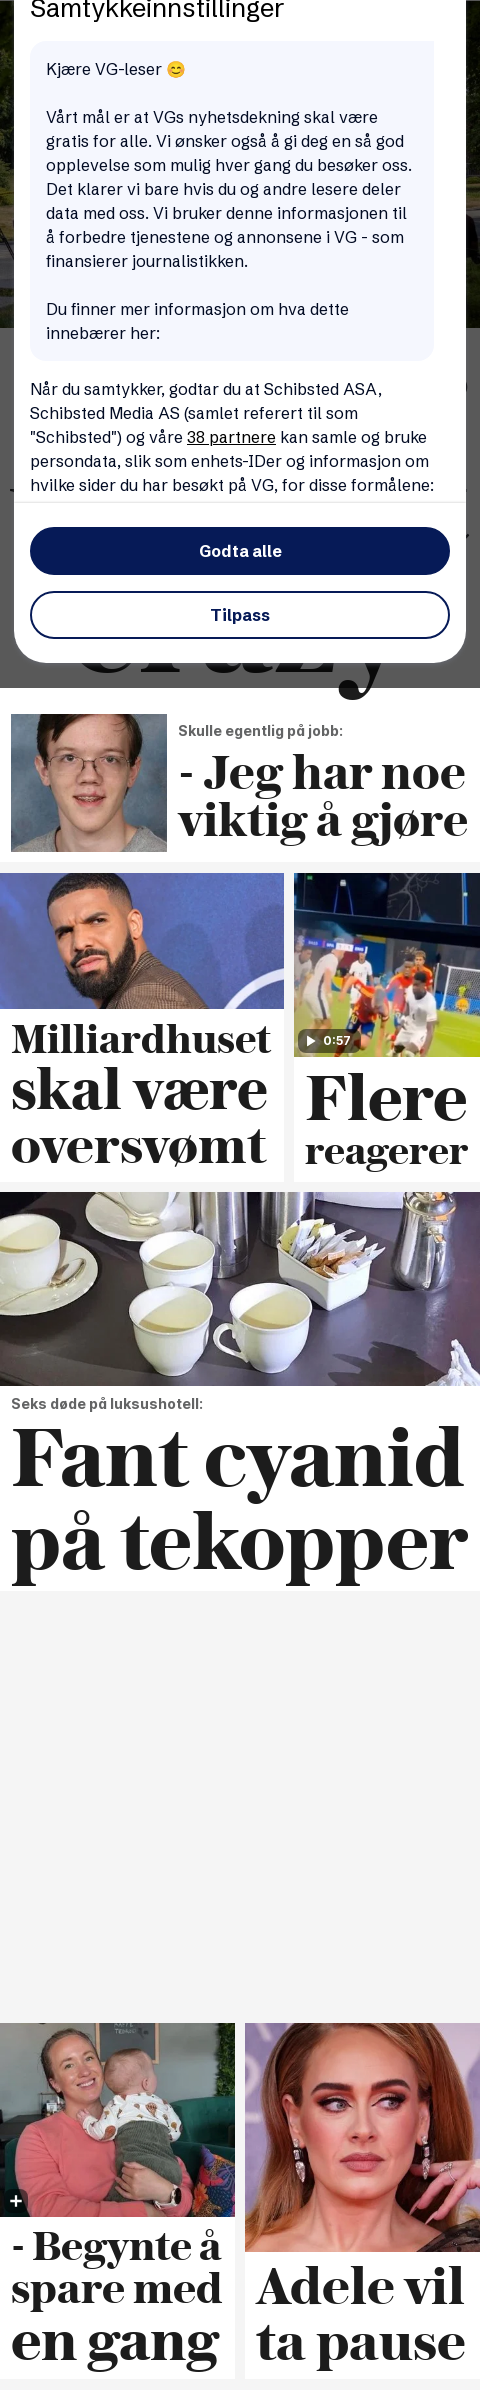 Samtykkeinnstillinger
Kjære VG-leser 😊
Vårt mål er at VGs nyhetsdekning skal være
gratis for alle. Vi ønsker også å gi deg en så god
opplevelse som mulig hver gang du besøker oss.
Det klarer vi bare hvis du og andre lesere deler
data med oss. Vi bruker denne informasjonen til
å forbedre tjenestene og annonsene i VG - som
finansierer journalistikken.
Du finner mer informasjon om hva dette
innebærer her:
Når du samtykker, godtar du at Schibsted ASA,
Schibsted Media AS (samlet referert til som
"Schibsted") og våre 38 partnere kan samle og bruke
persondata, slik som enhets-IDer og informasjon om
hvilke sider du har besøkt på VG, for disse formålene:
Godta alle
Tilpass
Skulle egentlig på jobb:
- Jeg har noe
viktig å gjøre
Milliardhuset
skal være
oversvømt
0:57
Flere
reagerer
Seks døde på luksushotell:
Fant cyanid
på tekopper
- Begynte å
spare med
en gang
Adele vil
ta pause